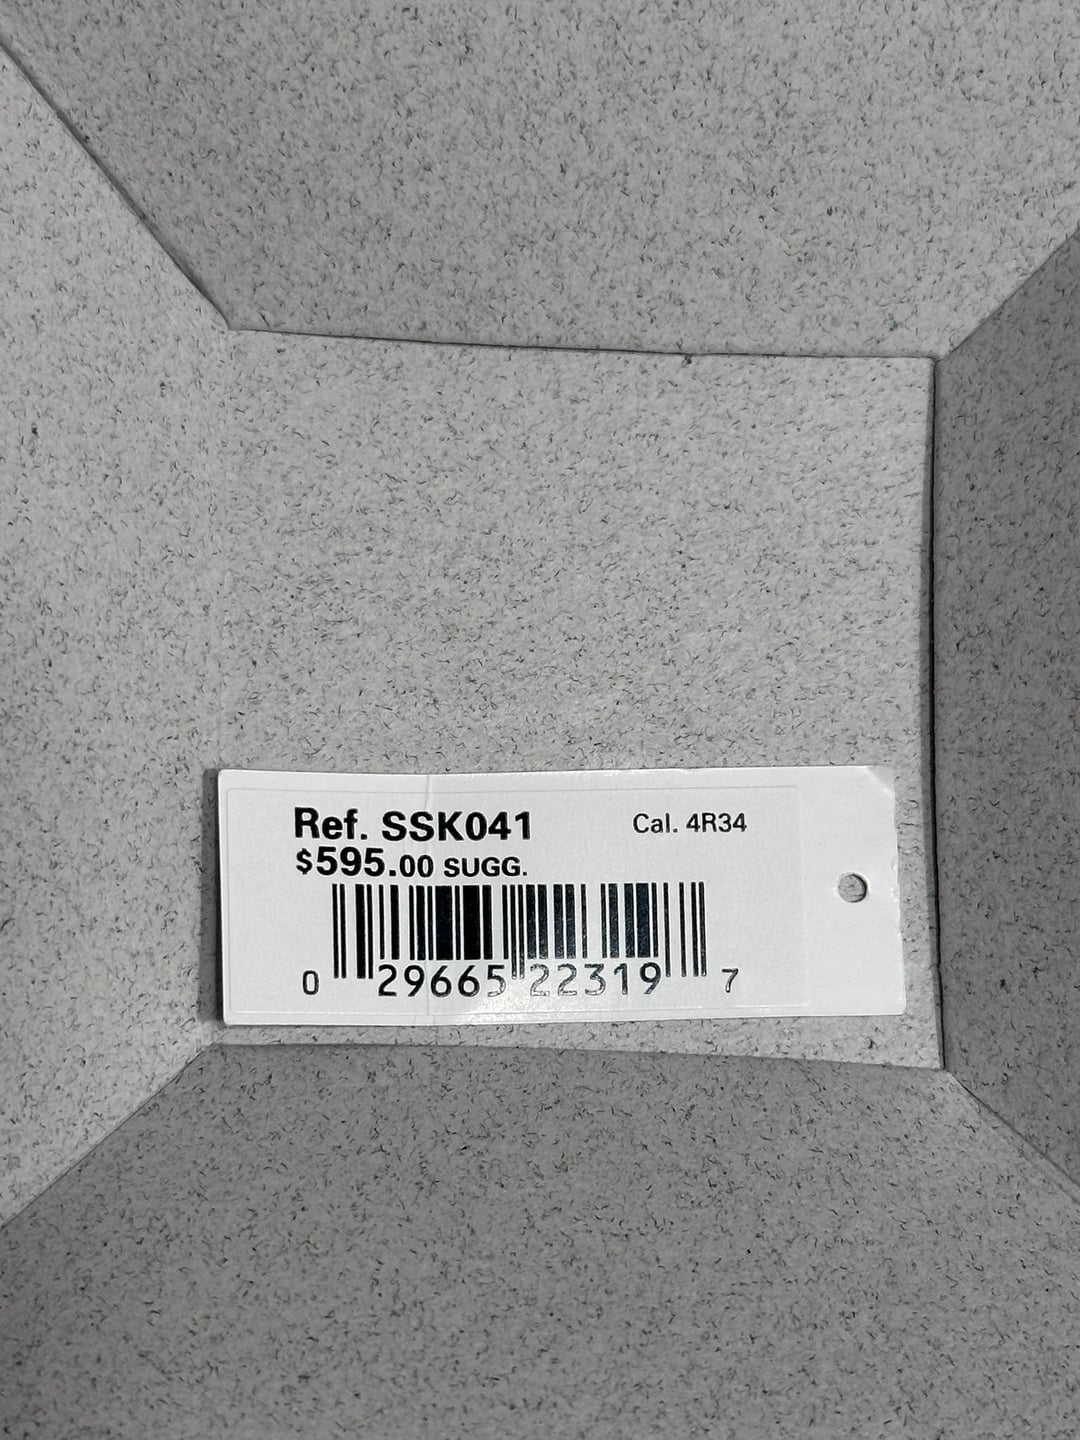 Ref. SSK041 Cal. 4R34
$595.00 SUGG.
0 29665 22319 7